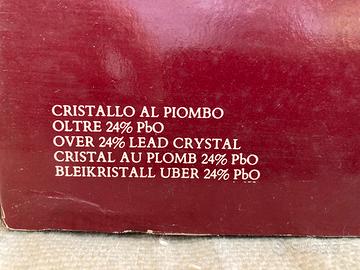 CRISTALLO AL PIOMBO
OLTRE 24% PbO
OVER 24% LEAD CRYSTAL
CRISTAL AU PLOMB 24% PbO
BLEIKRISTALL UBER 24% PbO